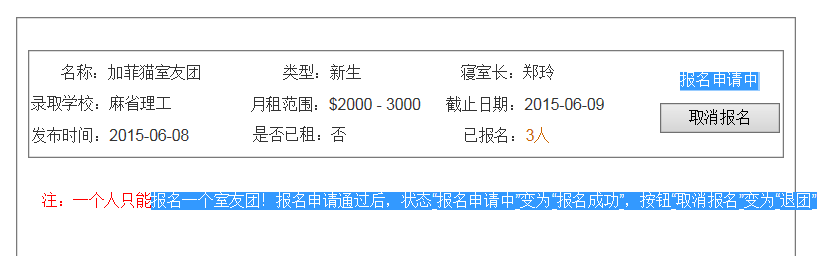 名称：加菲猫室友团 类型：新生 寝室长：郑玲 报名申请中
录取学校：麻省理工 月租范围：$2000 - 3000 截止日期：2015-06-09 取消报名
发布时间：2015-06-08 是否已租：否 已报名：3人
注：一个人只能报名一个室友团！报名申请通过后，状态“报名申请中”变为“报名成功”，按钮“取消报名”变为“退团”